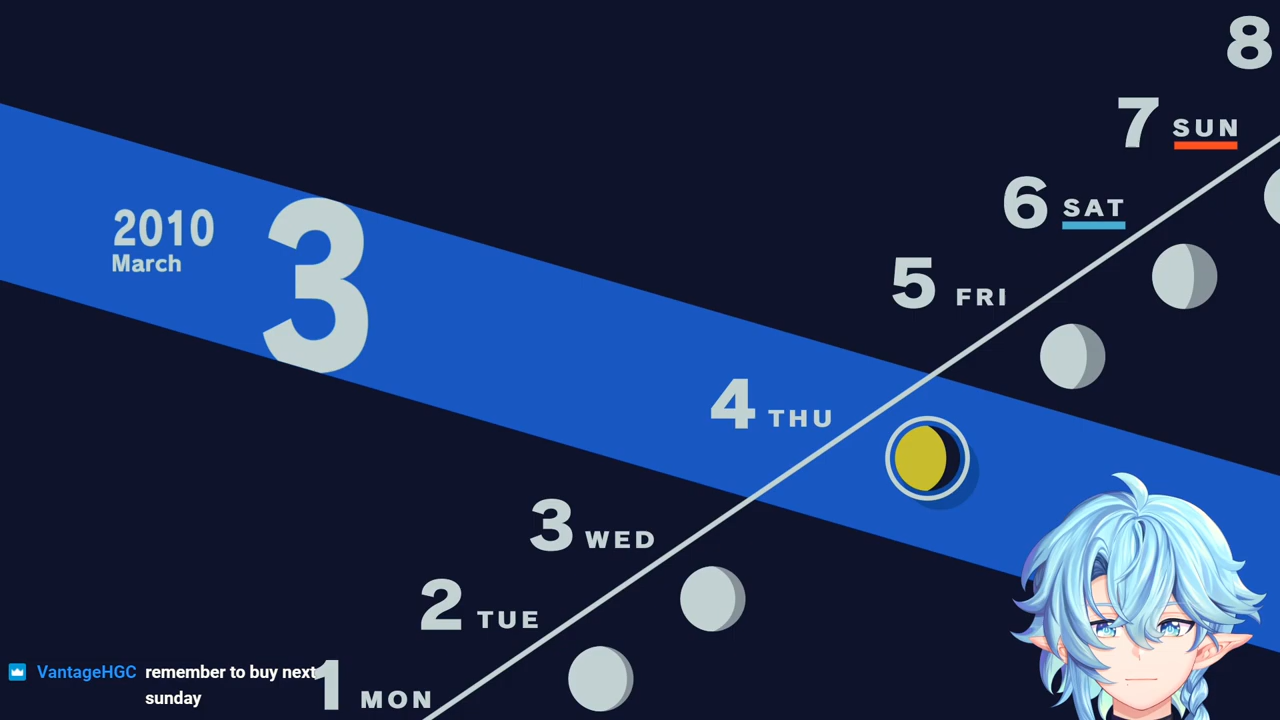 8
7 SUN
6 SAT
2010
March
3
5 FRI
4 THU
3 WED
2 TUE
1 MON
VantageHGC remember to buy next
sunday